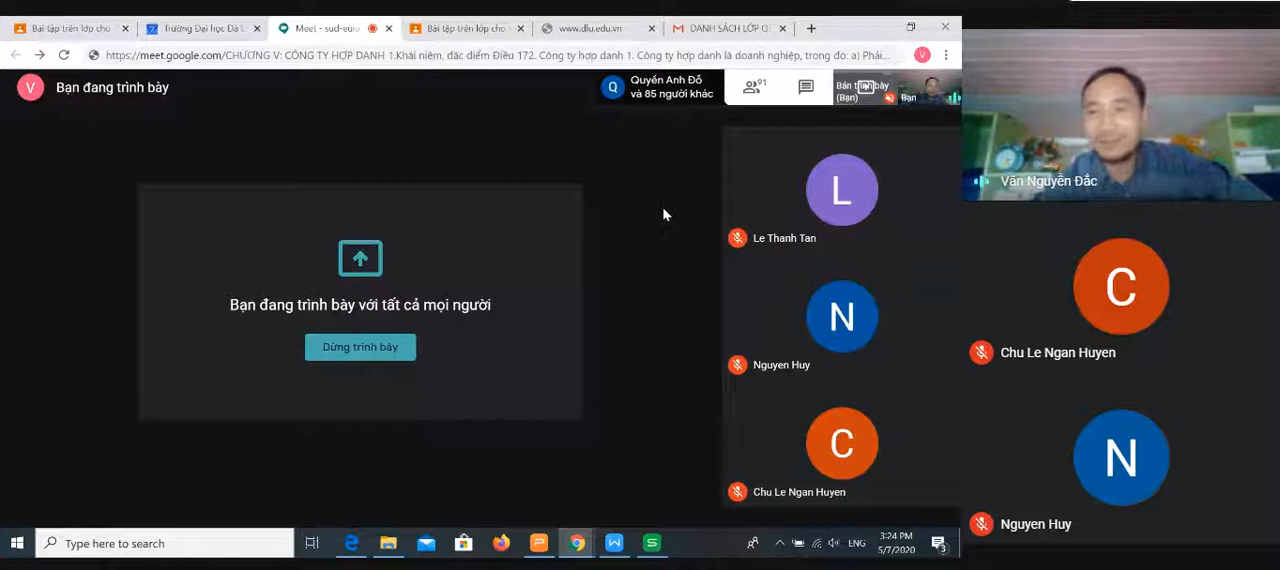 Bài tập trên lớp cho
Trường Đại học Đà L
Meet - sud-euru
Bài tập trên lớp cho
www.dlu.edu.vn
DANH SÁCH LỚP Q
https://meet.google.com/CHƯƠNG V: CÔNG TY HỢP DANH 1.Khái niệm, đặc điểm Điều 172. Công ty hợp danh 1. Công ty hợp danh là doanh nghiệp, trong đó: a) Phải...
V
V
Bạn đang trình bày
Q
Quyền Anh Đỗ
và 85 người khác
91
(Bạn)
Bạn
L
Le Thanh Tan
N
Nguyen Huy
C
Chu Le Ngan Huyen
Bạn đang trình bày với tất cả mọi người
Dừng trình bày
Văn Nguyễn Đắc
C
Chu Le Ngan Huyen
N
Nguyen Huy
Type here to search
ENG
3:24 PM
5/7/2020
3